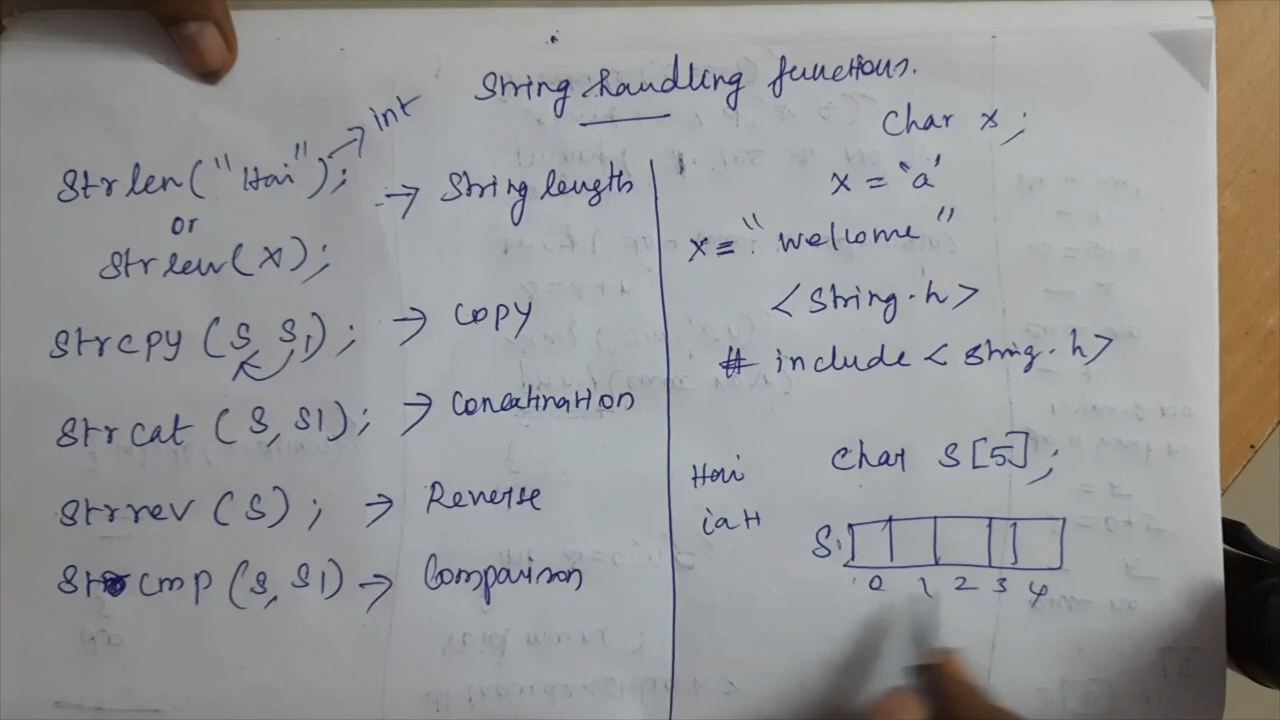 String handling functions.
Strlen("Hai"); → int → String length
or
Strlen(x);
Strcpy (S, S1); → Copy
Strcat (S, S1); → Concatination
Strrev (S); → Reverse
Strcmp (S, S1) → Comparison
Char x;
x = 'a'
x = "welcome"
<String.h>
# include <string.h>
Char S[5];
Hai
iaH
S.
0 1 2 3 4